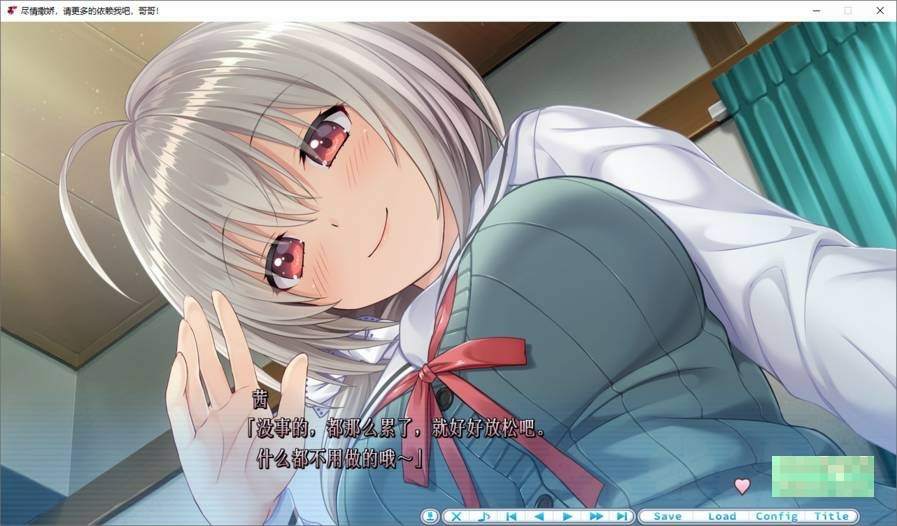 尽情撒娇，请更多的依赖我吧，哥哥！
茜
「没事的，都那么累了，就好好放松吧。
什么都不用做的哦～」
Save Load Config Title